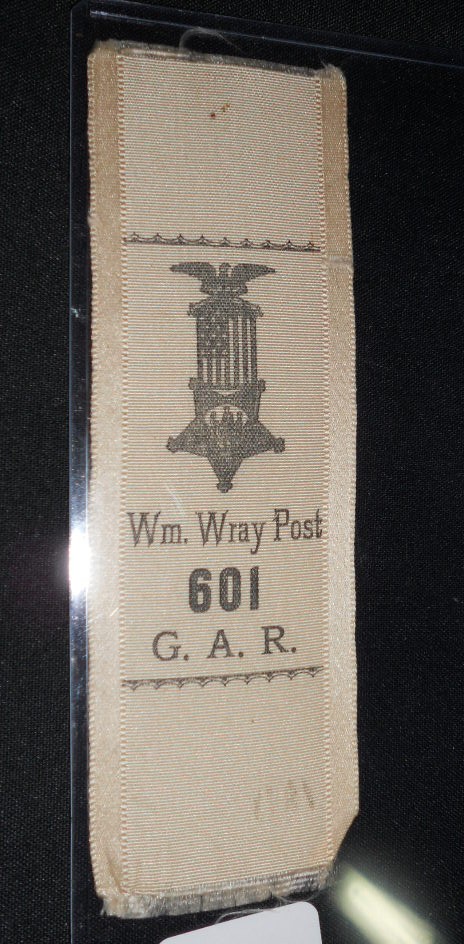 Wm. Wray Post
601
G. A. R.